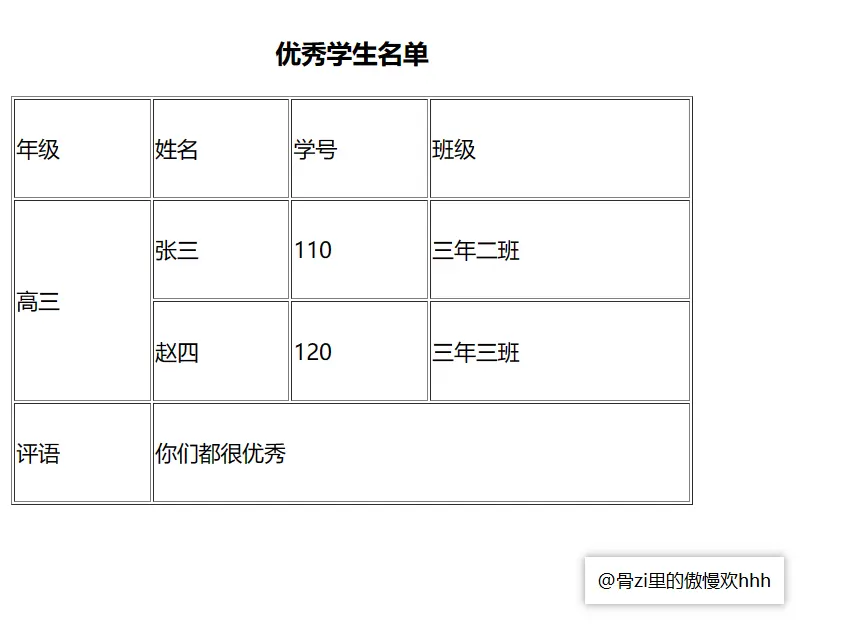 优秀学生名单
年级 姓名 学号 班级
高三 张三 110 三年二班
赵四 120 三年三班
评语 你们都很优秀
@骨zi里的傲慢欢hhh